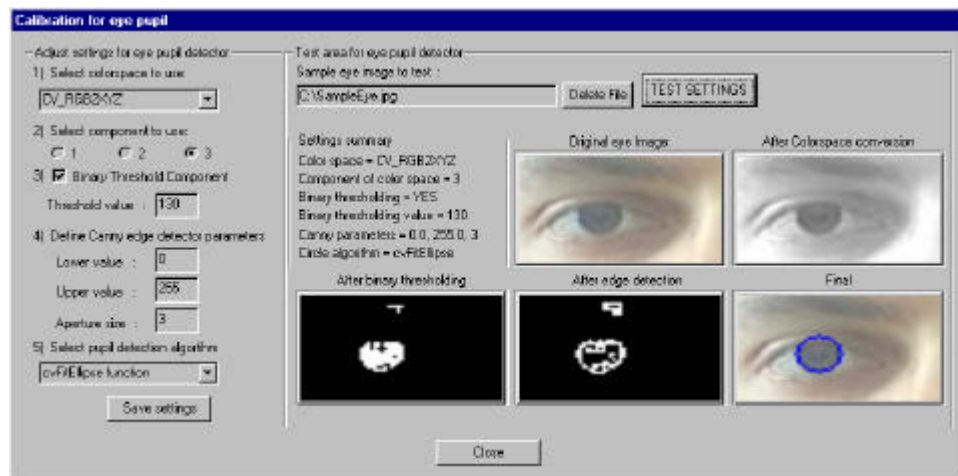 Calibration for eye pupil
Adjust settings for eye pupil detector
1) Select colorspace to use:
CV_RGB2XYZ
2) Select component to use:
1 2 3
3) Binary Threshold Component
Threshold value : 130
4) Define Canny edge detector parameters
Lower value : 0
Upper value : 255
Aperture size : 3
5) Select pupil detection algorithm
cvFitEllipse function
Save settings
Test area for eye pupil detector
Sample eye image to test :
C:\SampleEye.jpg
Delete File
TEST SETTINGS
Settings summary
Color space = CV_RGB2XYZ
Component of color space = 3
Binary thresholding = YES
Binary thresholding value = 130
Canny parameters = 0.0, 255.0, 3
Circle algorithm = cvFitEllipse
Original eye Image
After Colorspace conversion
After binary thresholding
After edge detection
Final
Close